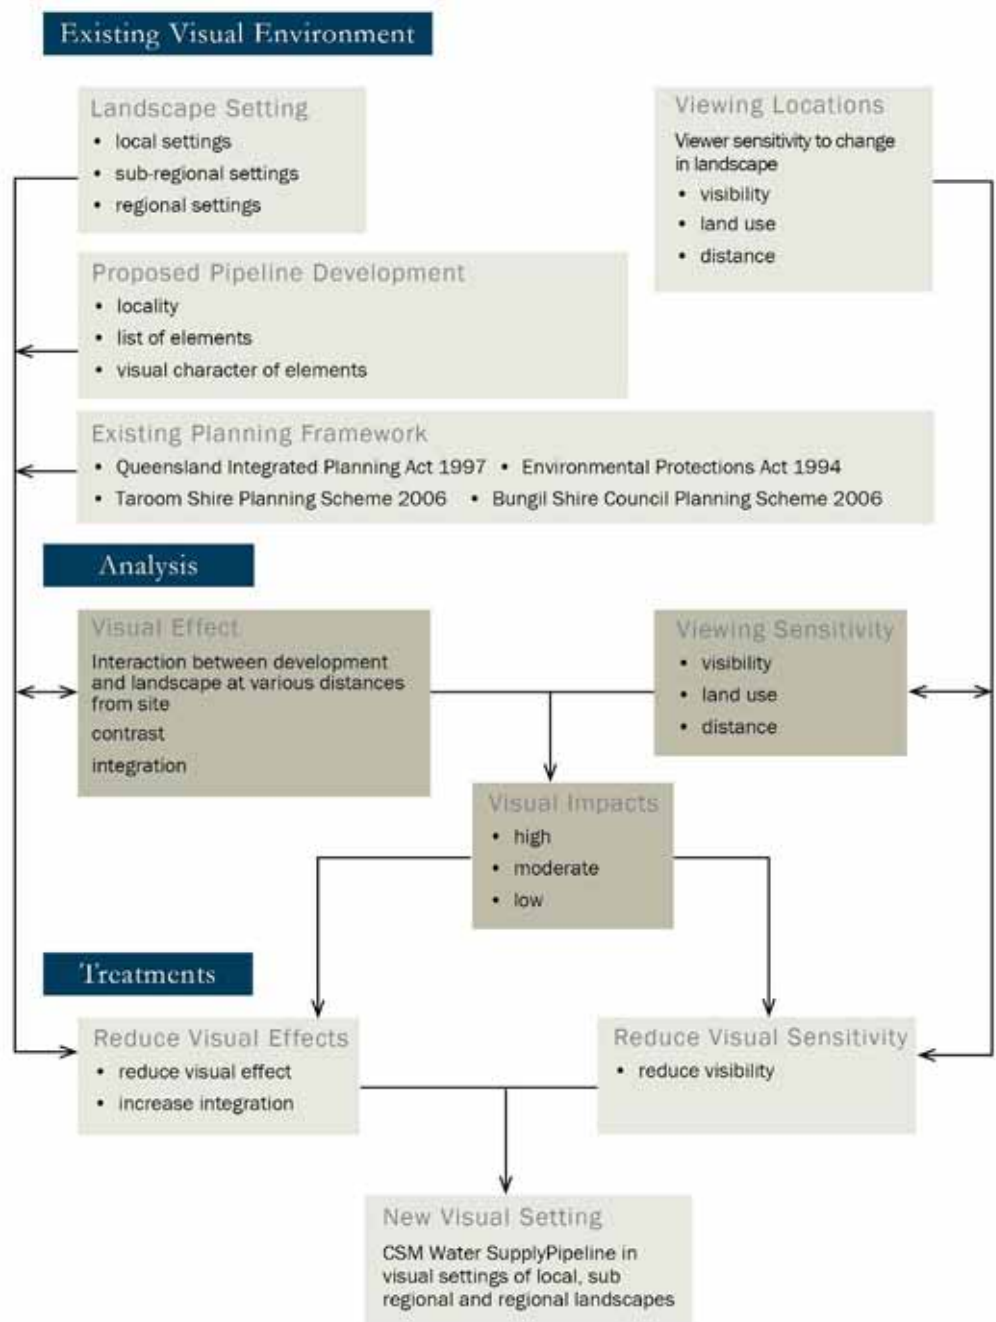 Existing Visual Environment
Landscape Setting
• local settings
• sub-regional settings
• regional settings
Viewing Locations
Viewer sensitivity to change
in landscape
• visibility
• land use
• distance
Proposed Pipeline Development
• locality
• list of elements
• visual character of elements
Existing Planning Framework
• Queensland Integrated Planning Act 1997 • Environmental Protections Act 1994
• Taroom Shire Planning Scheme 2006 • Bungil Shire Council Planning Scheme 2006
Analysis
Visual Effect
Interaction between development
and landscape at various distances
from site
contrast
integration
Viewing Sensitivity
• visibility
• land use
• distance
Visual Impacts
• high
• moderate
• low
Treatments
Reduce Visual Effects
• reduce visual effect
• increase integration
Reduce Visual Sensitivity
• reduce visibility
New Visual Setting
CSM Water SupplyPipeline in
visual settings of local, sub
regional and regional landscapes